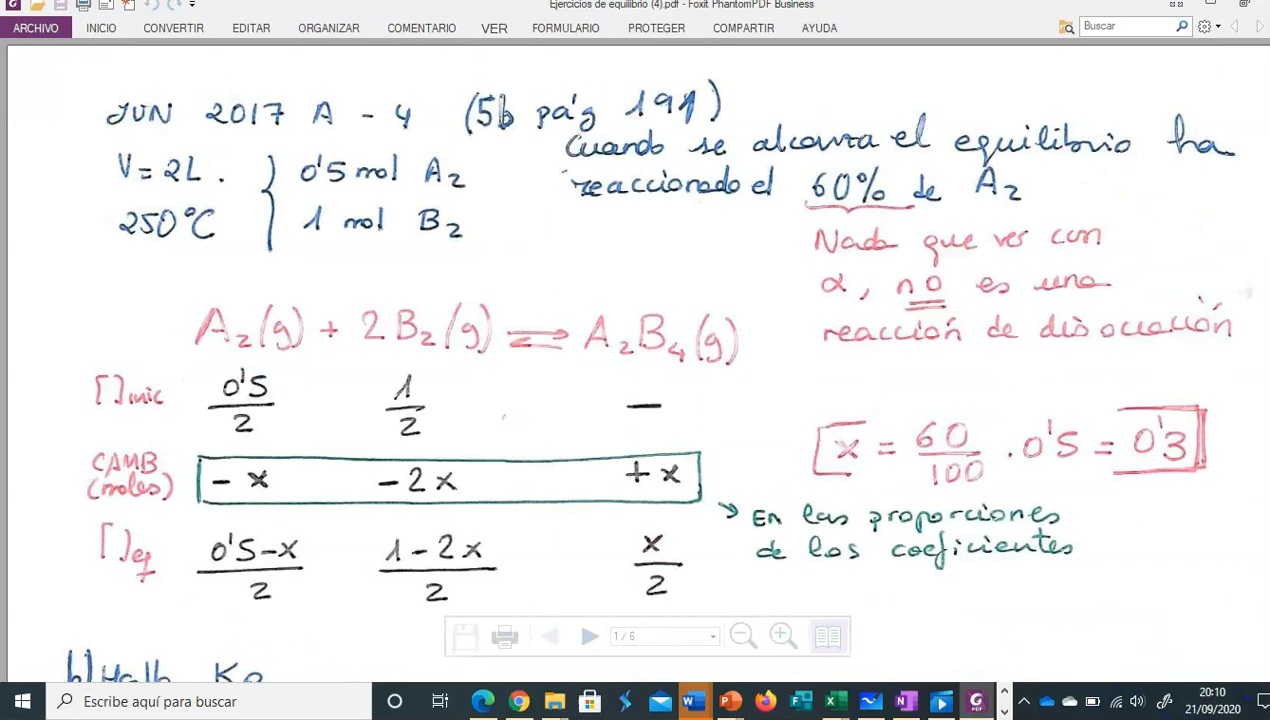 Ejercicios de equilibrio (4).pdf - Foxit PhantomPDF Business
ARCHIVO INICIO CONVERTIR EDITAR ORGANIZAR COMENTARIO VER FORMULARIO PROTEGER COMPARTIR AYUDA Buscar
JUN 2017 A - 4 (5b pág 191)
Cuando se alcanza el equilibrio ha
reaccionado el 60% de A₂
V = 2L. 0'5 mol A₂
250ºC 1 mol B₂
Nada que ver con
α, no es una
reacción de disociación
A₂(g) + 2B₂(g) ⇌ A₂B₄(g)
[ ]inic 0'5/2 1/2 —
x = 60/100 . 0'5 = 0'3
CAMB (moles) - x - 2x + x
→ En las proporciones
de los coeficientes
[ ]eq (0'5-x)/2 (1-2x)/2 x/2
1 / 6
b) Halla Kc
Escribe aquí para buscar
20:10
21/09/2020